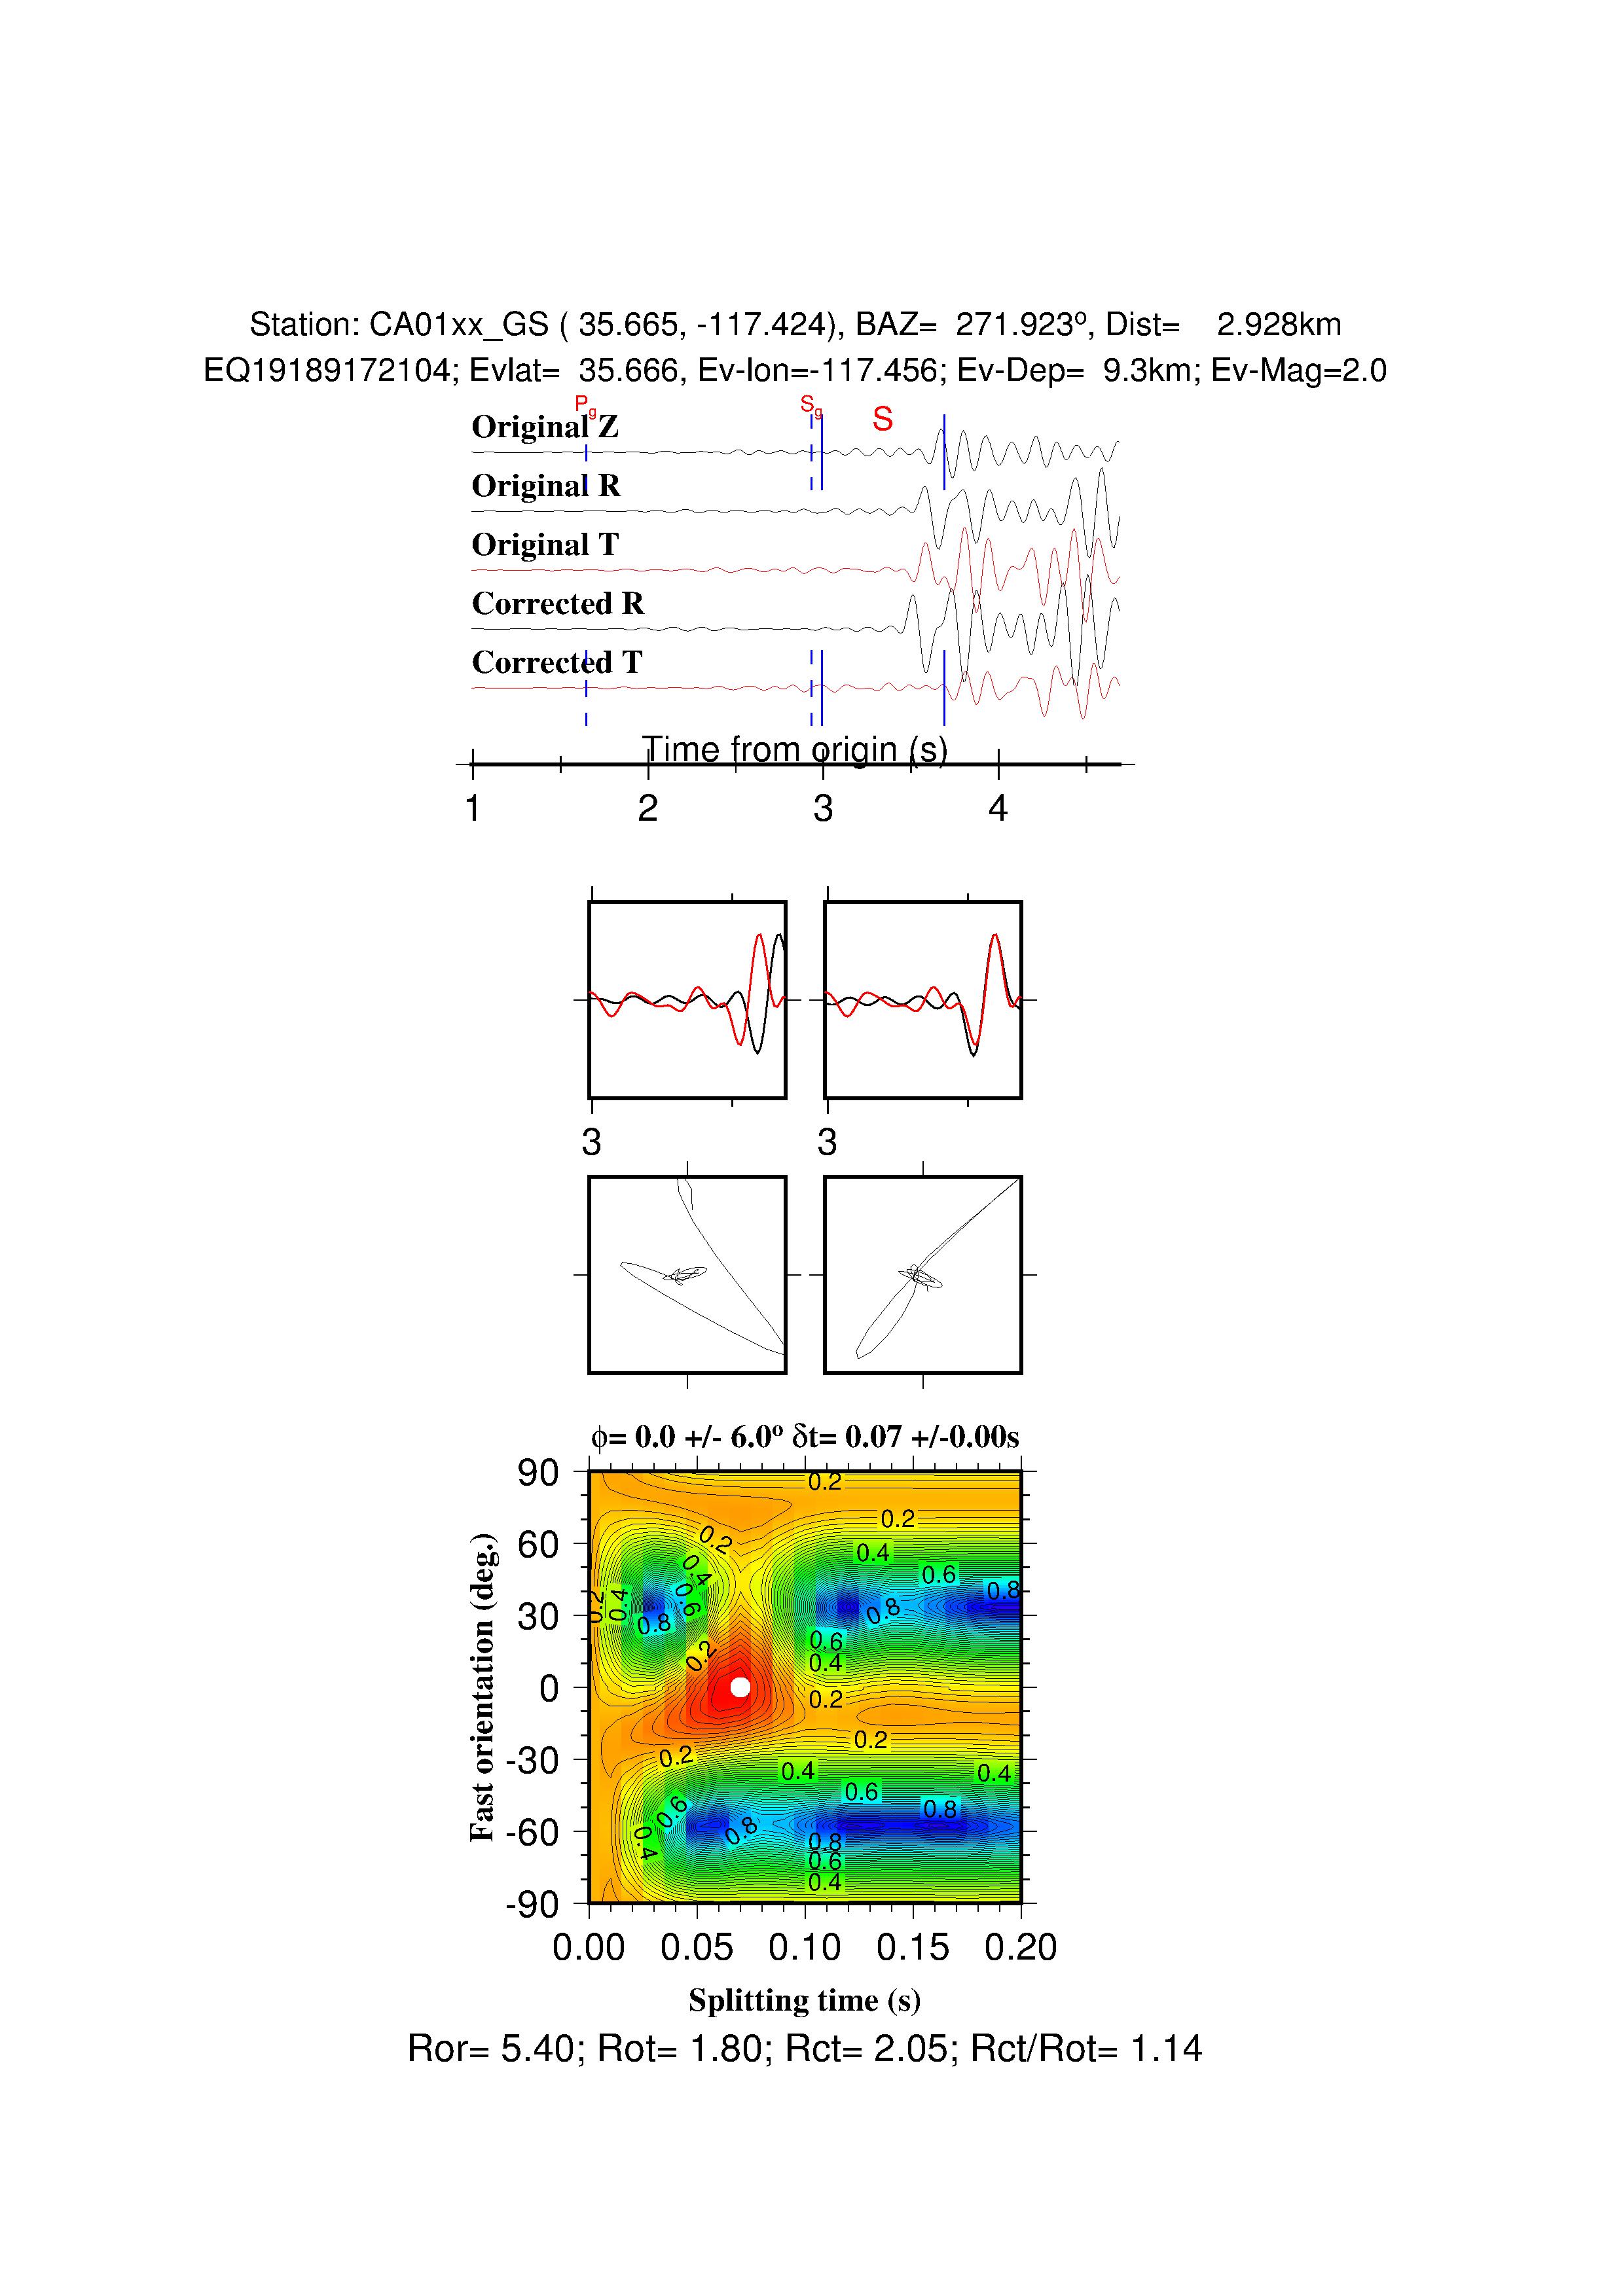 Station: CA01xx_GS ( 35.665, -117.424), BAZ=  271.923º, Dist=    2.928km
EQ19189172104; Evlat=  35.666, Ev-lon=-117.456; Ev-Dep=  9.3km; Ev-Mag=2.0
Pg Sg S
Original Z
Original R
Original T
Corrected R
Corrected T
Time from origin (s)
1 2 3 4
3 3
ϕ= 0.0 +/- 6.0º δt= 0.07 +/-0.00s
90
60
30
0
-30
-60
-90
Fast orientation (deg.)
0.2
0.2 0.2
0.4 0.4
0.6 0.8
0.2 0.4 0.6 0.8 0.8
0.6
0.2 0.4
0.2
0.2
0.2 0.4 0.4
0.6
0.6 0.8
0.4 0.8 0.8
0.6
0.4
0.00 0.05 0.10 0.15 0.20
Splitting time (s)
Ror= 5.40; Rot= 1.80; Rct= 2.05; Rct/Rot= 1.14